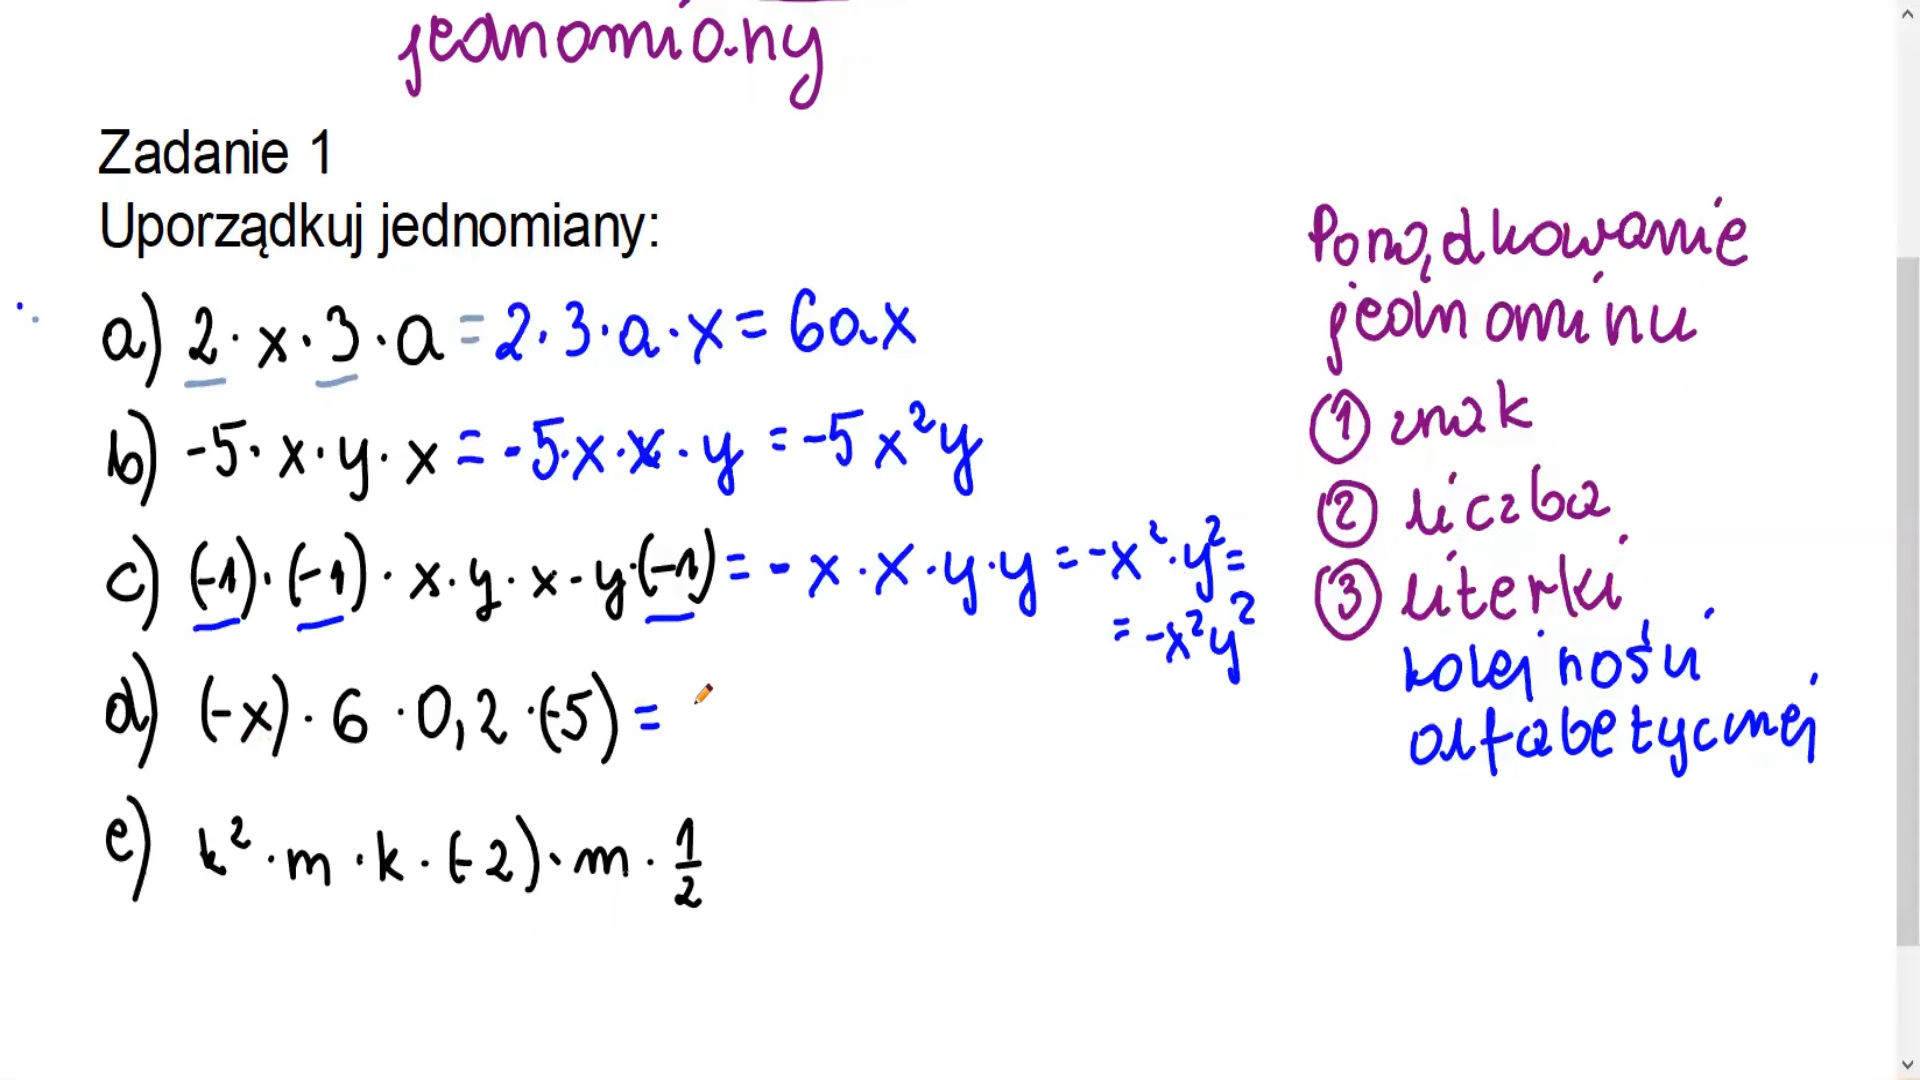 jednomiany
Zadanie 1
Uporządkuj jednomiany:
a) 2 · x · 3 · a = 2 · 3 · a · x = 6ax
b) -5 · x · y · x = -5 · x · x · y = -5x²y
c) (-1) · (-1) · x · y · x · y · (-1) = - x · x · y · y = -x² · y² =
= -x²y²
d) (-x) · 6 · 0,2 · (-5) =
e) k² · m · k · (-2) · m · 1/2
Porządkowanie
jednominu
① znak
② liczba
③ literki
kolejności
alfabetycznej